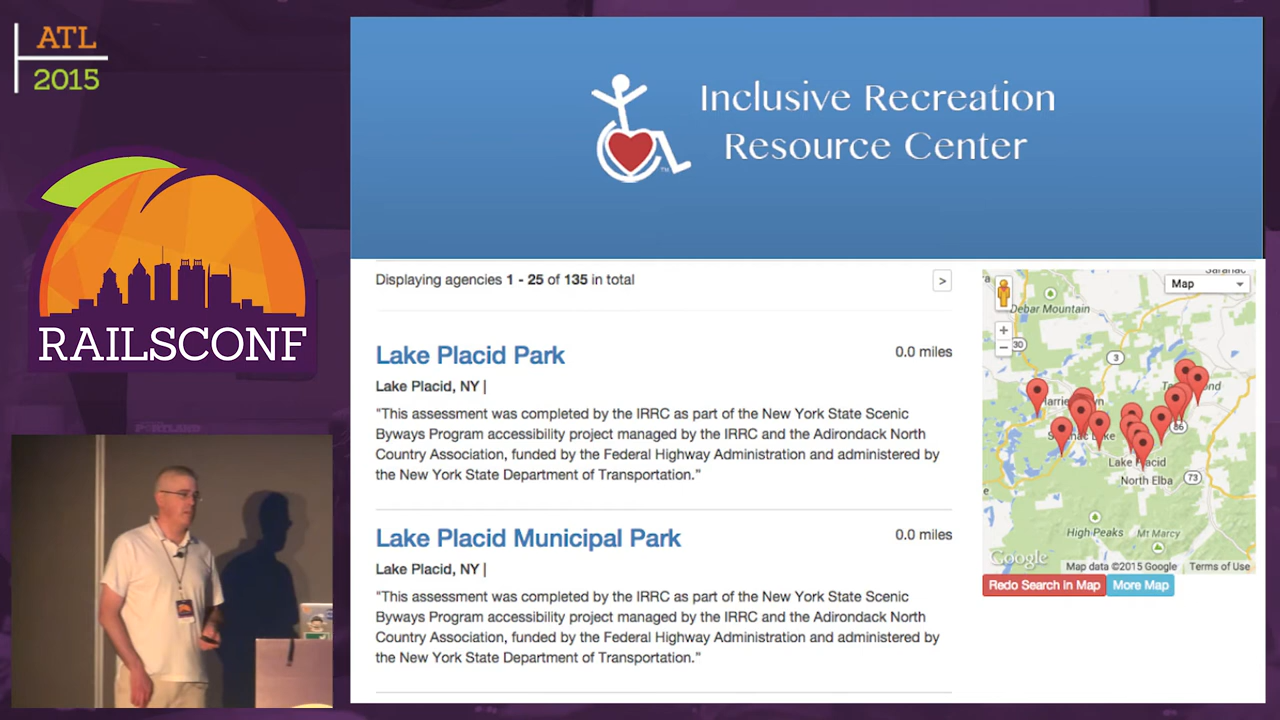 ATL
2015
RAILSCONF
Inclusive Recreation
Resource Center
Displaying agencies 1 - 25 of 135 in total
>
Lake Placid Park
0.0 miles
Lake Placid, NY |
"This assessment was completed by the IRRC as part of the New York State Scenic
Byways Program accessibility project managed by the IRRC and the Adirondack North
Country Association, funded by the Federal Highway Administration and administered by
the New York State Department of Transportation."
Lake Placid Municipal Park
0.0 miles
Lake Placid, NY |
"This assessment was completed by the IRRC as part of the New York State Scenic
Byways Program accessibility project managed by the IRRC and the Adirondack North
Country Association, funded by the Federal Highway Administration and administered by
the New York State Department of Transportation."
Map
Debar Mountain
+
−
30
3
86
Lake Placid
North Elba
73
High Peaks
Mt Marcy
Google
Map data ©2015 Google
Terms of Use
Redo Search in Map
More Map